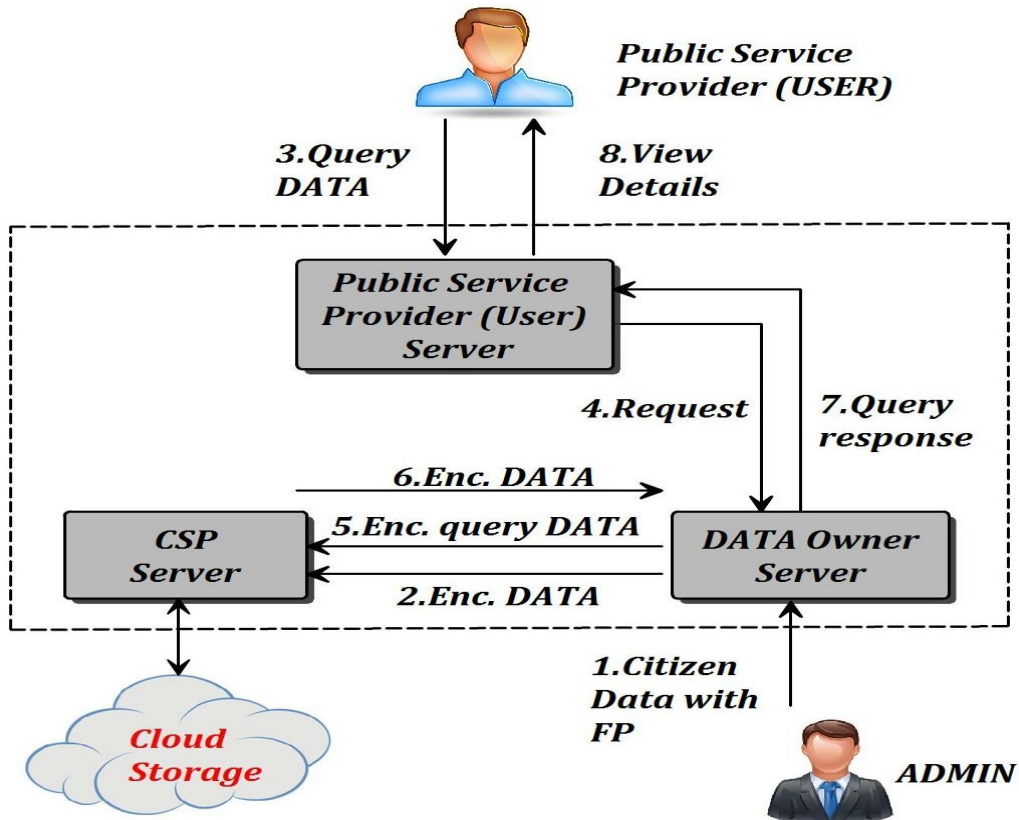 Public Service
Provider (USER)
3.Query
DATA
8.View
Details
Public Service
Provider (User)
Server
4.Request
7.Query
response
6.Enc. DATA
5.Enc. query DATA
2.Enc. DATA
CSP
Server
DATA Owner
Server
1.Citizen
Data with
FP
Cloud
Storage
ADMIN